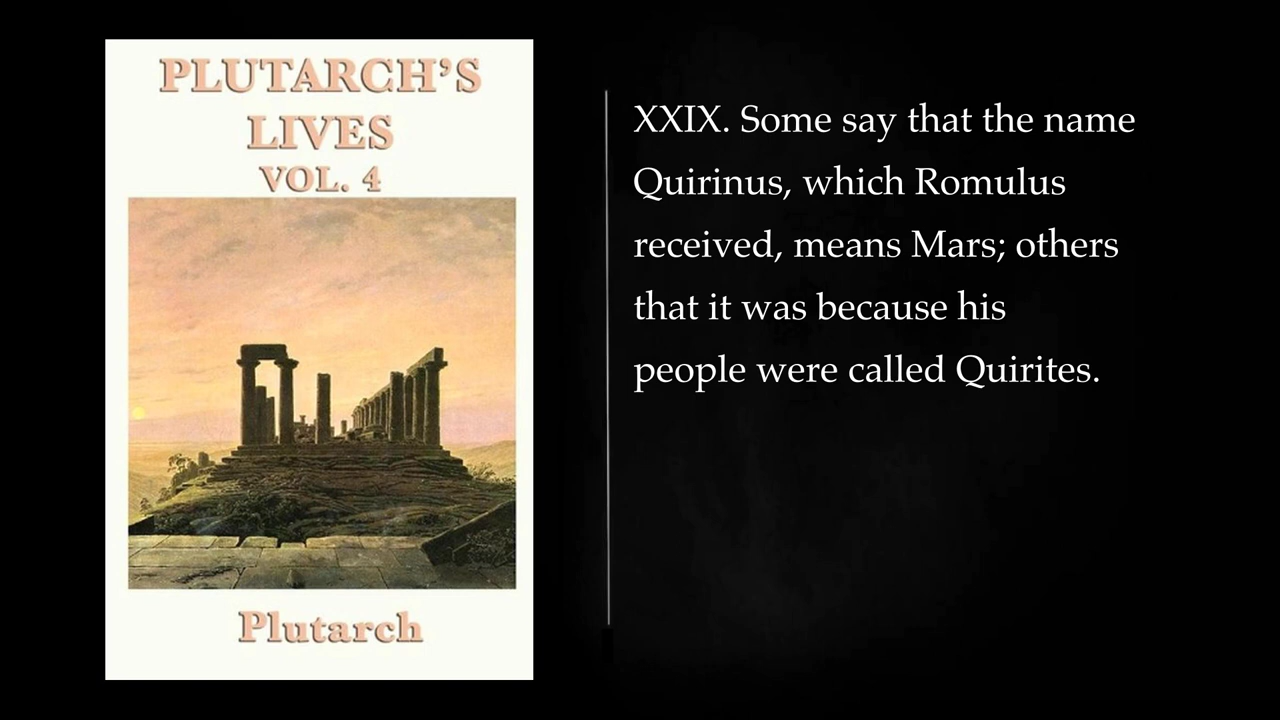 PLUTARCH'S
LIVES
VOL. 4
Plutarch
XXIX. Some say that the name
Quirinus, which Romulus
received, means Mars; others
that it was because his
people were called Quirites.